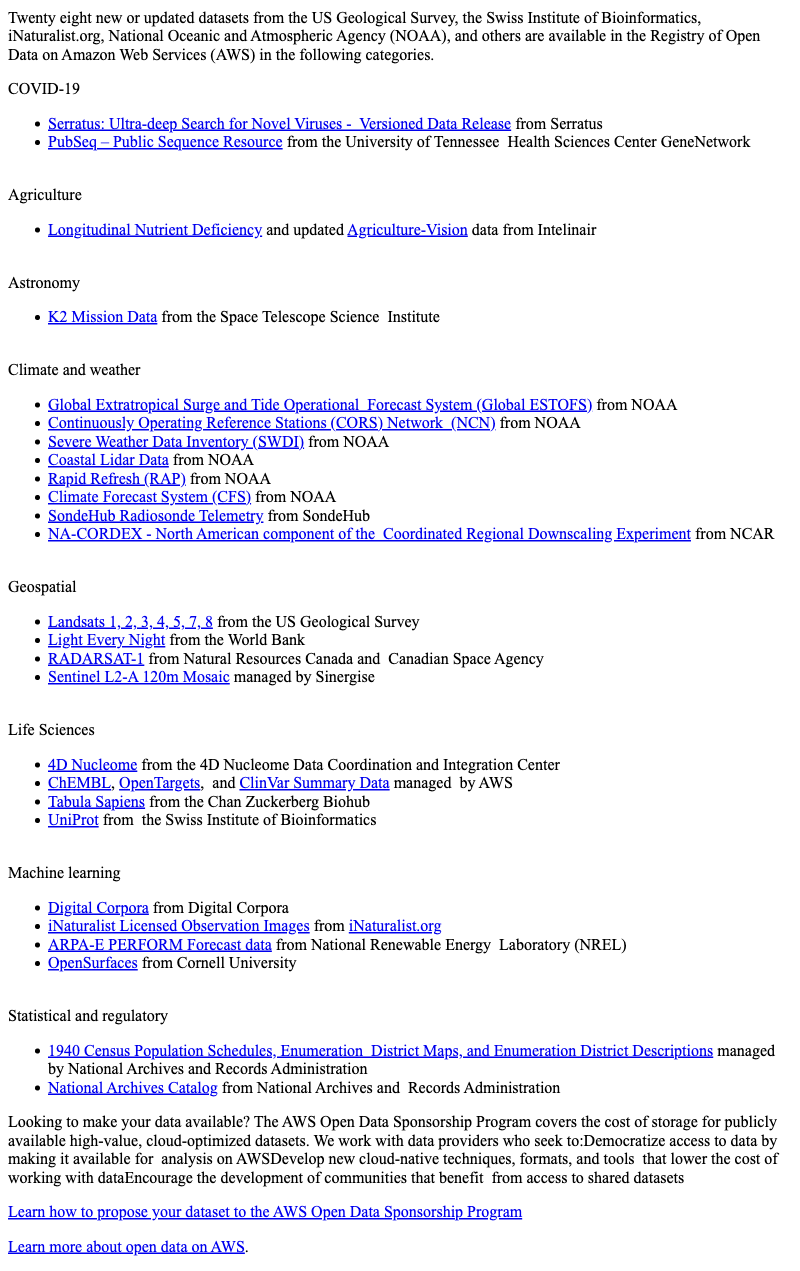 Twenty eight new or updated datasets from the US Geological Survey, the Swiss Institute of Bioinformatics,
iNaturalist.org, National Oceanic and Atmospheric Agency (NOAA), and others are available in the Registry of Open
Data on Amazon Web Services (AWS) in the following categories.
COVID-19
• Serratus: Ultra-deep Search for Novel Viruses -  Versioned Data Release from Serratus
• PubSeq – Public Sequence Resource from the University of Tennessee  Health Sciences Center GeneNetwork
Agriculture
• Longitudinal Nutrient Deficiency and updated Agriculture-Vision data from Intelinair
Astronomy
• K2 Mission Data from the Space Telescope Science  Institute
Climate and weather
• Global Extratropical Surge and Tide Operational  Forecast System (Global ESTOFS) from NOAA
• Continuously Operating Reference Stations (CORS) Network  (NCN) from NOAA
• Severe Weather Data Inventory (SWDI) from NOAA
• Coastal Lidar Data from NOAA
• Rapid Refresh (RAP) from NOAA
• Climate Forecast System (CFS) from NOAA
• SondeHub Radiosonde Telemetry from SondeHub
• NA-CORDEX - North American component of the  Coordinated Regional Downscaling Experiment from NCAR
Geospatial
• Landsats 1, 2, 3, 4, 5, 7, 8 from the US Geological Survey
• Light Every Night from the World Bank
• RADARSAT-1 from Natural Resources Canada and  Canadian Space Agency
• Sentinel L2-A 120m Mosaic managed by Sinergise
Life Sciences
• 4D Nucleome from the 4D Nucleome Data Coordination and Integration Center
• ChEMBL, OpenTargets,  and ClinVar Summary Data managed  by AWS
• Tabula Sapiens from the Chan Zuckerberg Biohub
• UniProt from  the Swiss Institute of Bioinformatics
Machine learning
• Digital Corpora from Digital Corpora
• iNaturalist Licensed Observation Images from iNaturalist.org
• ARPA-E PERFORM Forecast data from National Renewable Energy  Laboratory (NREL)
• OpenSurfaces from Cornell University
Statistical and regulatory
• 1940 Census Population Schedules, Enumeration  District Maps, and Enumeration District Descriptions managed
by National Archives and Records Administration
• National Archives Catalog from National Archives and  Records Administration
Looking to make your data available? The AWS Open Data Sponsorship Program covers the cost of storage for publicly
available high-value, cloud-optimized datasets. We work with data providers who seek to:Democratize access to data by
making it available for  analysis on AWSDevelop new cloud-native techniques, formats, and tools  that lower the cost of
working with dataEncourage the development of communities that benefit  from access to shared datasets
Learn how to propose your dataset to the AWS Open Data Sponsorship Program
Learn more about open data on AWS.